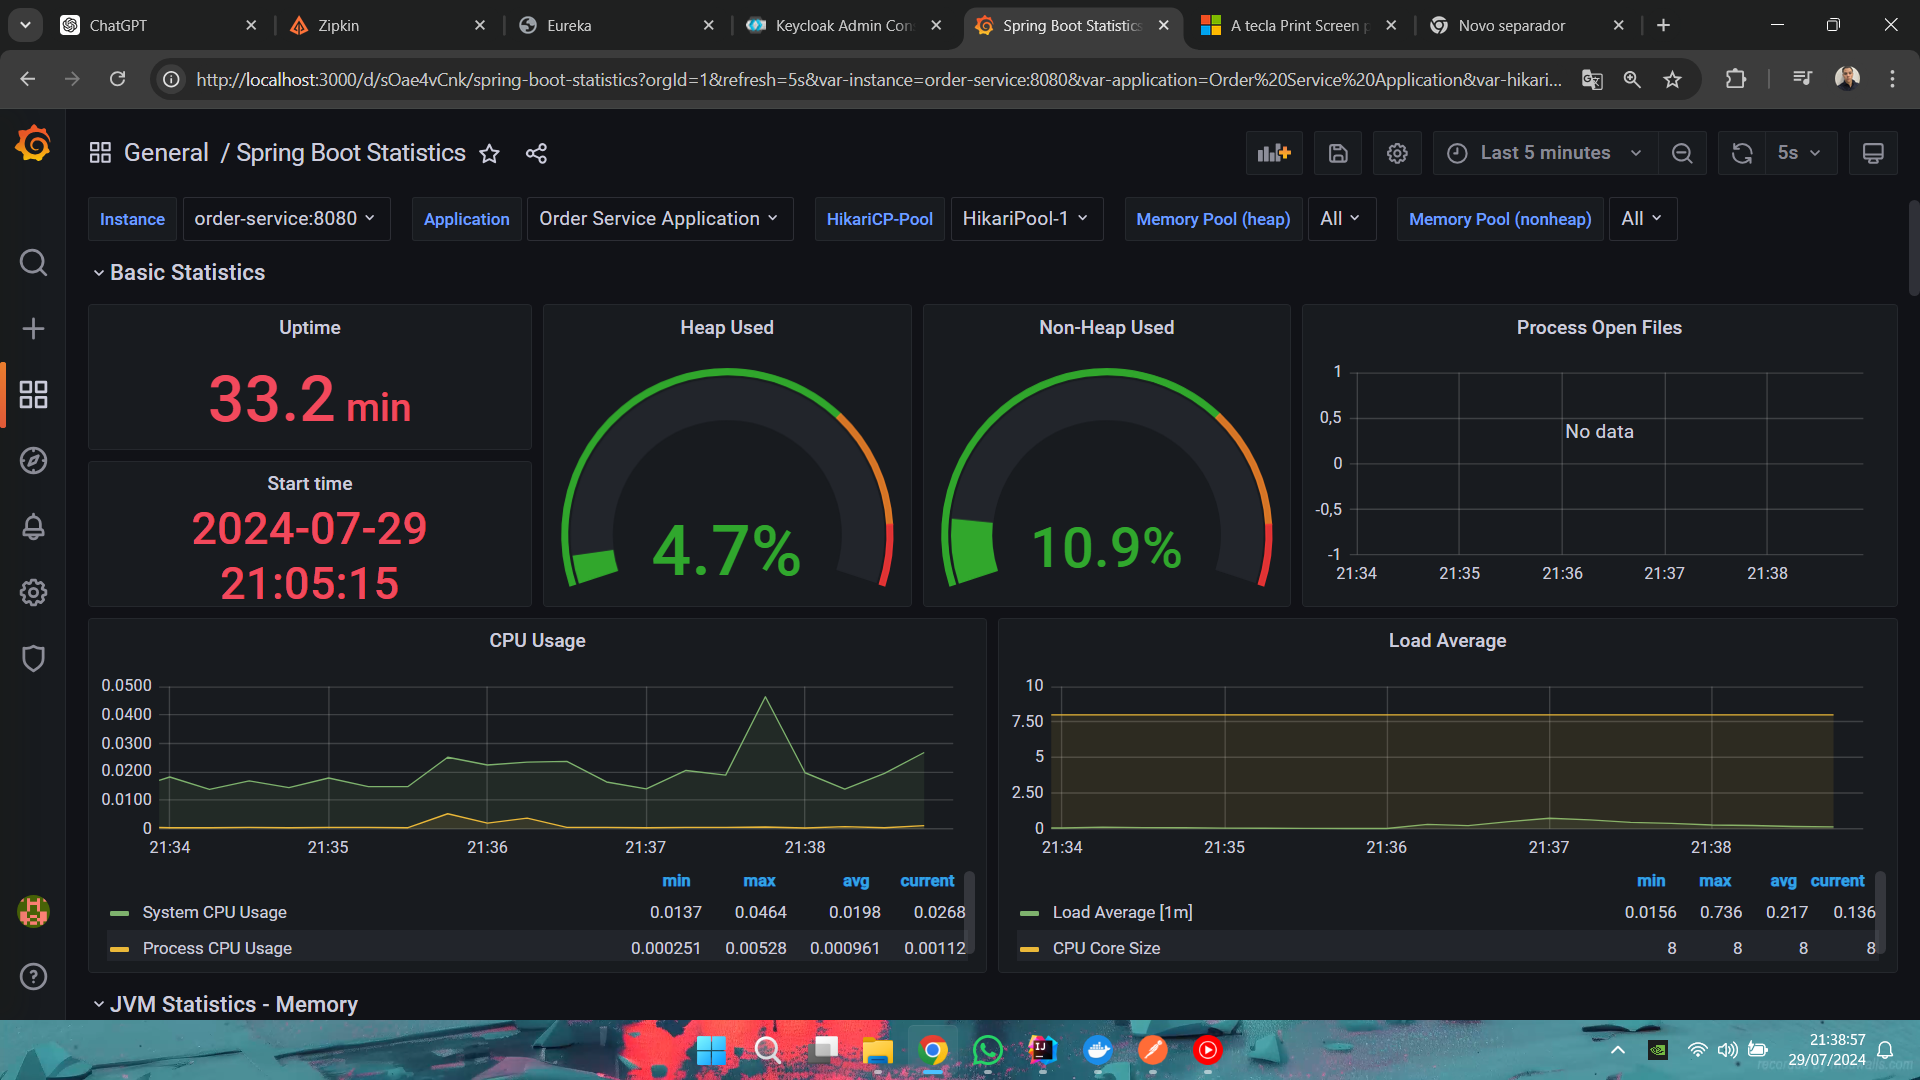 ChatGPT
Zipkin
Eureka
Keycloak Admin Con
Spring Boot Statistics
A tecla Print Screen p
Novo separador
http://localhost:3000/d/sOae4vCnk/spring-boot-statistics?orgId=1&refresh=5s&var-instance=order-service:8080&var-application=Order%20Service%20Application&var-hikari...
General / Spring Boot Statistics
Last 5 minutes
5s
Instance order-service:8080
Application Order Service Application
HikariCP-Pool HikariPool-1
Memory Pool (heap) All
Memory Pool (nonheap) All
Basic Statistics
Uptime
33.2 min
Start time
2024-07-29
21:05:15
Heap Used
4.7%
Non-Heap Used
10.9%
Process Open Files
1
0,5
0
-0,5
-1
No data
21:34 21:35 21:36 21:37 21:38
CPU Usage
0.0500
0.0400
0.0300
0.0200
0.0100
0
21:34 21:35 21:36 21:37 21:38
min max avg current
System CPU Usage 0.0137 0.0464 0.0198 0.0268
Process CPU Usage 0.000251 0.00528 0.000961 0.00112
Load Average
10
7.50
5
2.50
0
21:34 21:35 21:36 21:37 21:38
min max avg current
Load Average [1m] 0.0156 0.736 0.217 0.136
CPU Core Size 8 8 8 8
JVM Statistics - Memory
21:38:57
29/07/2024